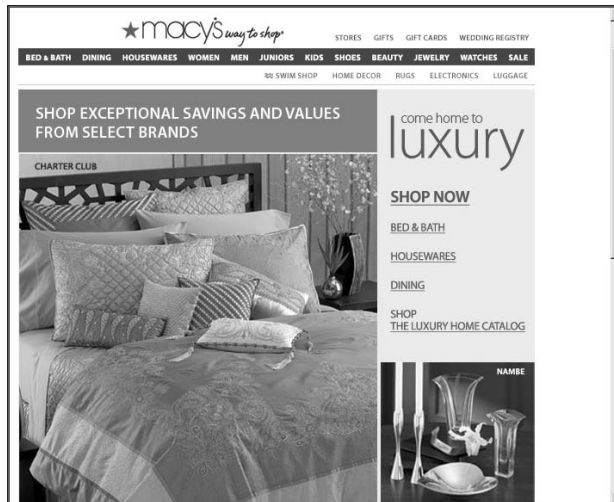 macy's way to shop
STORES GIFTS GIFT CARDS WEDDING REGISTRY
BED & BATH DINING HOUSEWARES WOMEN MEN JUNIORS KIDS SHOES BEAUTY JEWELRY WATCHES SALE
SWIM SHOP HOME DECOR RUGS ELECTRONICS LUGGAGE
SHOP EXCEPTIONAL SAVINGS AND VALUES
FROM SELECT BRANDS
CHARTER CLUB
come home to
luxury
SHOP NOW
BED & BATH
HOUSEWARES
DINING
SHOP
THE LUXURY HOME CATALOG
NAMBE